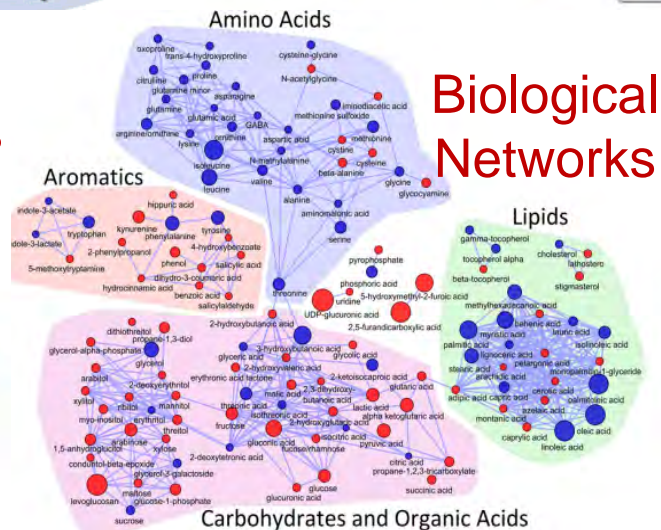 Amino Acids
Biological
Networks
oxoproline
trans-4-hydroxyproline
cysteine-glycine
proline
N-acetylglycine
citrulline
glutamine minor
asparagine
iminodiacetic acid
glutamine
methionine sulfoxide
glutamic acid
GABA
arginine/ornithine
ornithine
aspartic acid
methionine
lysine
cystine
isoleucine
N-methylalanine
cysteine
leucine
valine
beta-alanine
glycine
alanine
glycocyamine
aminomalonic acid
serine
threonine
Aromatics
hippuric acid
indole-3-acetate
kynurenine
tryptophan
phenylalanine
tyrosine
indole-3-lactate
2-phenylpropanol
4-hydroxybenzoate
phenol
salicylic acid
5-methoxytryptamine
dihydro-3-coumaric acid
hydrocinnamic acid
benzoic acid
salicylaldehyde
pyrophosphate
phosphoric acid
uridine
5-hydroxymethyl-2-furoic acid
UDP-glucuronic acid
2,5-furandicarboxylic acid
Lipids
gamma-tocopherol
tocopherol alpha
cholesterol
lathosterol
beta-tocopherol
stigmasterol
methylhexadecanoic acid
bahenic acid
myristic acid
lauric acid
palmitic acid
isolinoleic acid
lignoceric acid
stearic acid
pelargonic acid
monopalmitin/1-glyceride
arachidic acid
cerotic acid
adipic acid
capric acid
palmitoleic acid
azelaic acid
montanic acid
oleic acid
caprylic acid
linoleic acid
2-hydroxybutanoic acid
dithiothreitol
propane-1,3-diol
3-hydroxybutanoic acid
glycerol-alpha-phosphate
glyceric acid
glycolic acid
glycerol
2-hydroxyvaleric acid
2-ketoisocaproic acid
arabitol
2-deoxyerythritol
erythronic acid lactone
glutaric acid
xylitol
malic acid
2,3-dihydroxy-
butanoic acid
ribitol
mannitol
threonic acid
lactic acid
myo-inositol
erythritol
isothreonic acid
threitol
fructose
2-hydroxyglutaric acid
alpha ketoglutaric acid
arabinose
gluconic acid
isocitric acid
1,5-anhydroglucitol
xylose
fucose/rhamnose
pyruvic acid
conduritol-beta-epoxide
2-deoxytetronic acid
citric acid
glycerol-3-galactoside
propane-1,2,3-tricarboxylate
maltose
glucose
levoglucosan
glucose-1-phosphate
glucuronic acid
succinic acid
sucrose
Carbohydrates and Organic Acids